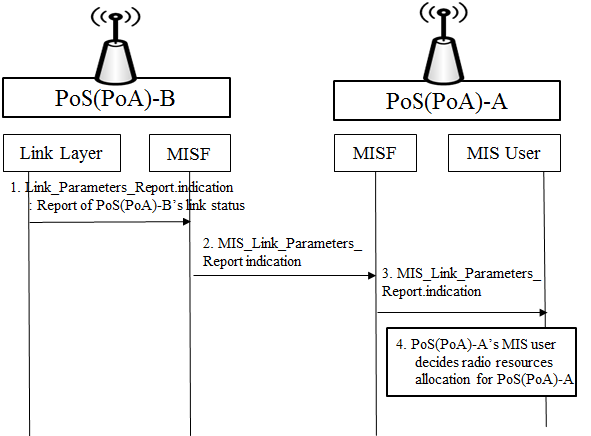 PoS(PoA)-B
PoS(PoA)-A
Link Layer
MISF
MISF
MIS User
1. Link_Parameters_Report.indication
: Report of PoS(PoA)-B's link status
2. MIS_Link_Parameters_
Report indication
3. MIS_Link_Parameters_
Report.indication
4. PoS(PoA)-A's MIS user
decides radio resources
allocation for PoS(PoA)-A